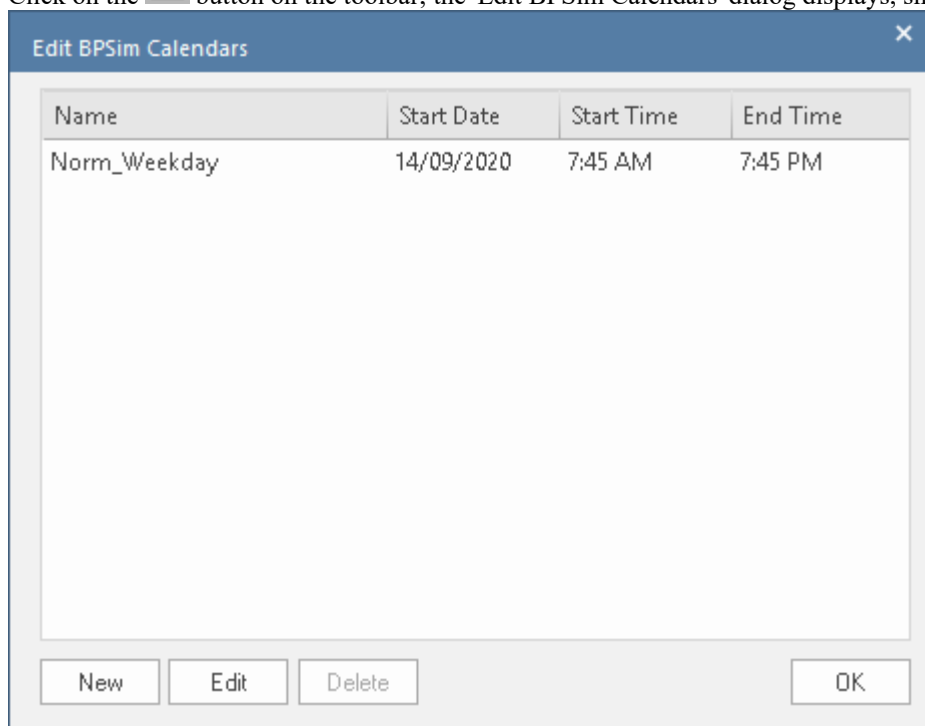 Click on the button on the toolbar; the 'Edit BPSim Calendars' dialog displays,
Edit BPSim Calendars
Name Start Date Start Time End Time
Norm_Weekday 14/09/2020 7:45 AM 7:45 PM
New Edit Delete OK